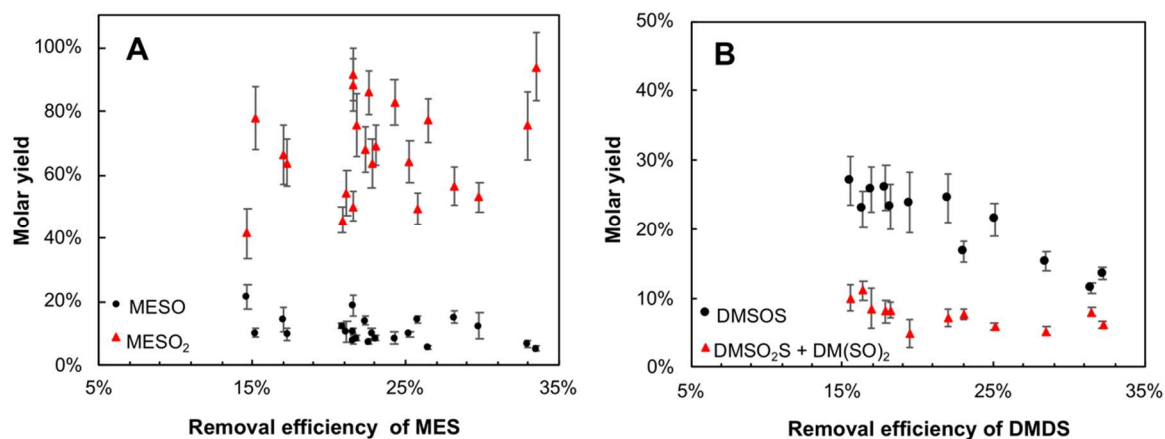 A
100%
80%
60%
40%
20%
0%
Molar yield
MESO
MESO₂
5%
15%
25%
35%
Removal efficiency of MES
B
50%
40%
30%
20%
10%
0%
Molar yield
DMSOS
DMSO₂S + DM(SO)₂
5%
15%
25%
35%
Removal efficiency of DMDS